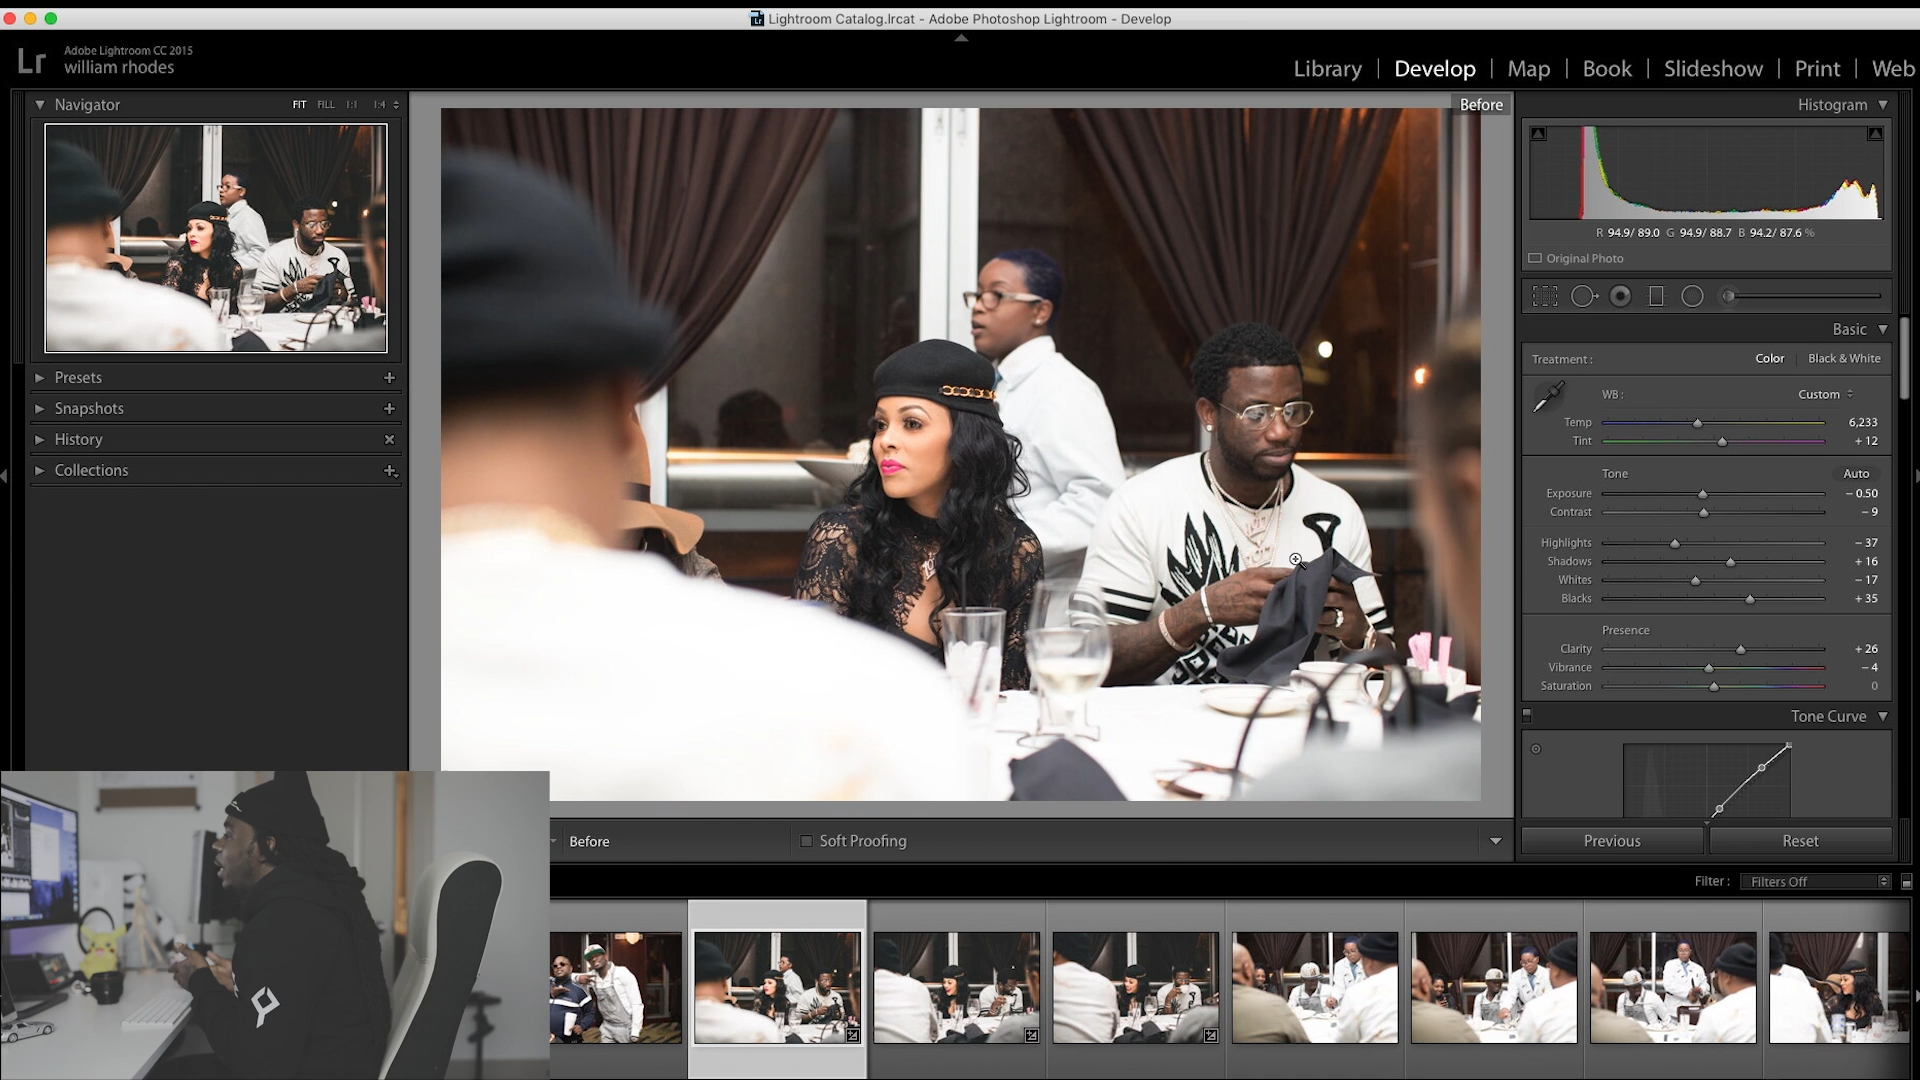 Lightroom Catalog.lrcat - Adobe Photoshop Lightroom - Develop
Lr
Adobe Lightroom CC 2015
william rhodes
Library | Develop | Map | Book | Slideshow | Print | Web
Navigator FIT FILL 1:1 1:4
Presets
Snapshots
History
Collections
Before
Histogram
R 94.9/ 89.0 G 94.9/ 88.7 B 94.2/ 87.6 %
Original Photo
Basic
Treatment : Color Black & White
WB : Custom
Temp 6,233
Tint + 12
Tone Auto
Exposure – 0.50
Contrast – 9
Highlights – 37
Shadows + 16
Whites – 17
Blacks + 35
Presence
Clarity + 26
Vibrance – 4
Saturation 0
Tone Curve
Before Soft Proofing
Previous Reset
Filter : Filters Off